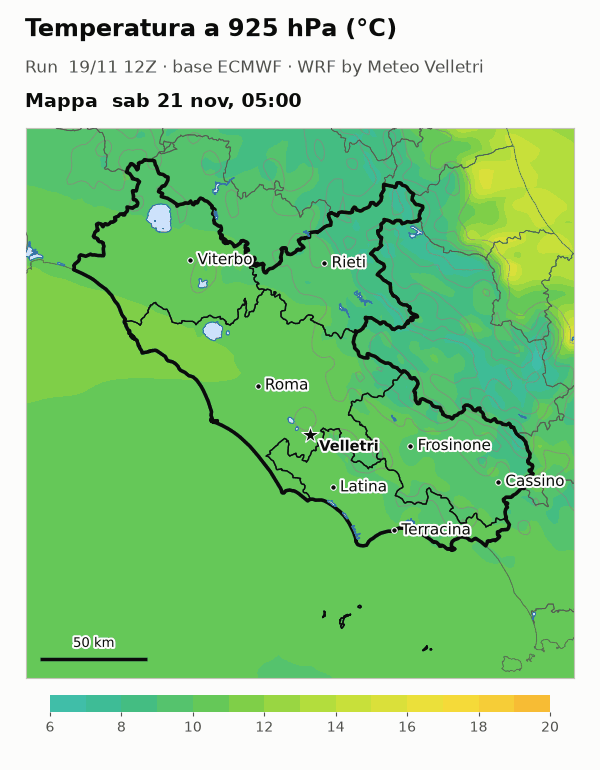 Temperatura a 925 hPa (°C)
Run  19/11 12Z · base ECMWF · WRF by Meteo Velletri
Mappa  sab 21 nov, 05:00
Viterbo
Rieti
Roma
Velletri
Frosinone
Latina
Cassino
Terracina
50 km
6 8 10 12 14 16 18 20